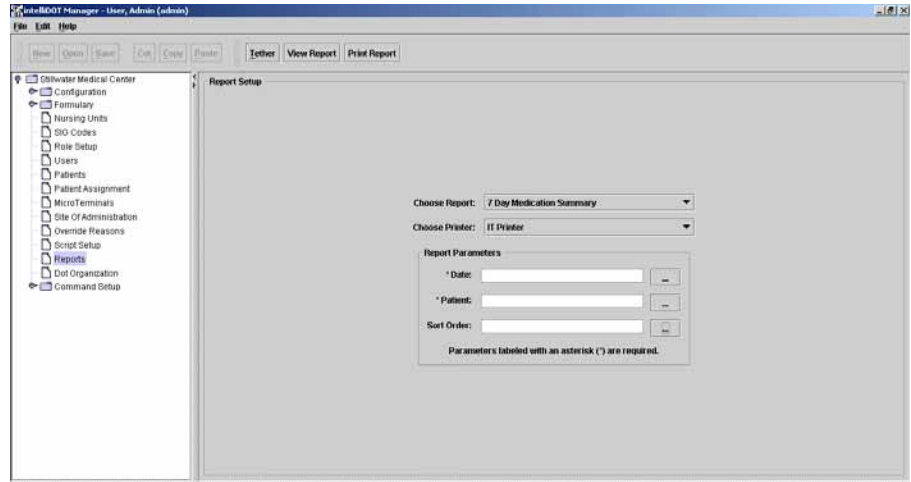 intelliDOT Manager - User, Admin (admin)
File Edit Help
New Open Save Cut Copy Paste Tether View Report Print Report
Stillwater Medical Center
Configuration
Formulary
Nursing Units
SIG Codes
Role Setup
Users
Patients
Patient Assignment
MicroTerminals
Site Of Administration
Override Reasons
Script Setup
Reports
Dot Organization
Command Setup
Report Setup
Choose Report: 7 Day Medication Summary
Choose Printer: IT Printer
Report Parameters
* Date: ...
* Patient: ...
Sort Order: ...
Parameters labeled with an asterisk (*) are required.